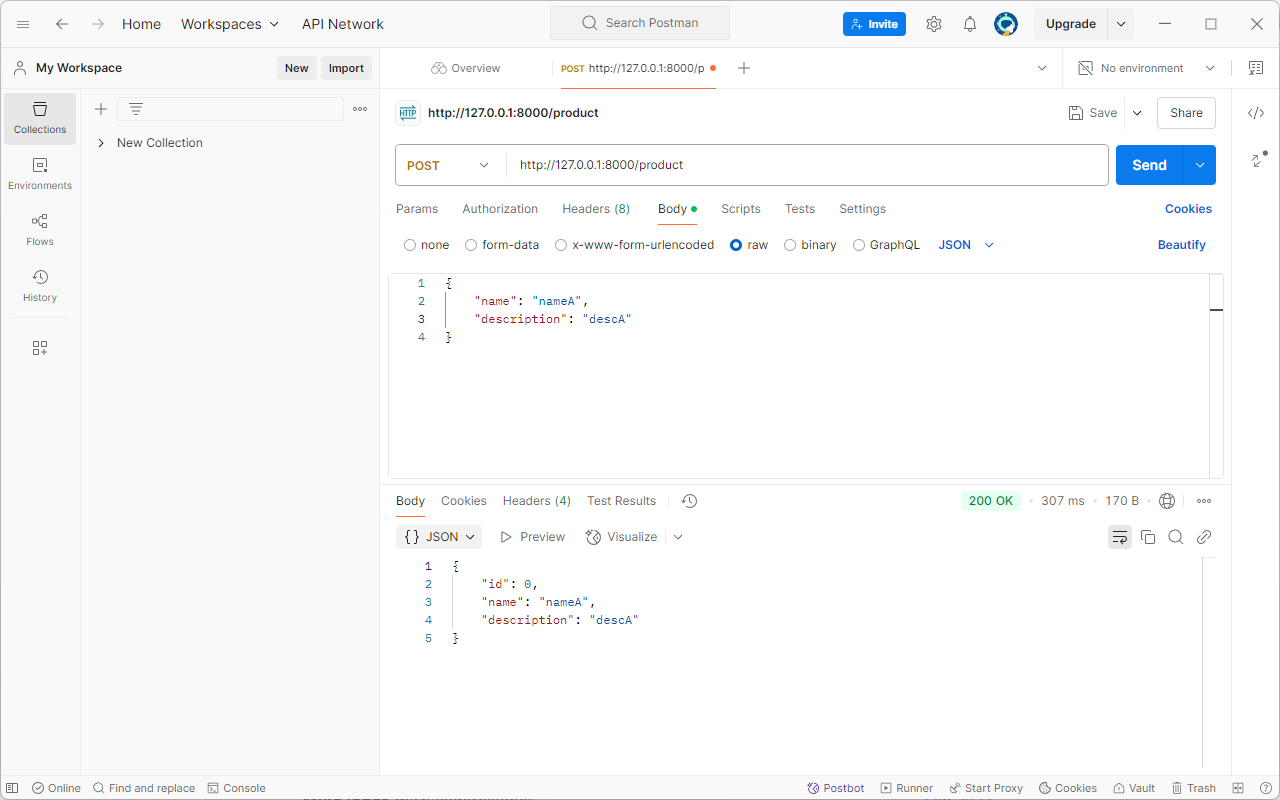 Home Workspaces API Network Search Postman Invite Upgrade
My Workspace New Import Overview POST http://127.0.0.1:8000/p No environment
Collections
Environments
Flows
History
New Collection
HTTP http://127.0.0.1:8000/product Save Share
POST http://127.0.0.1:8000/product Send
Params Authorization Headers (8) Body Scripts Tests Settings Cookies
none form-data x-www-form-urlencoded raw binary GraphQL JSON Beautify
1 {
2 "name": "nameA",
3 "description": "descA"
4 }
Body Cookies Headers (4) Test Results 200 OK 307 ms 170 B
{} JSON Preview Visualize
1 {
2 "id": 0,
3 "name": "nameA",
4 "description": "descA"
5 }
Online Find and replace Console Postbot Runner Start Proxy Cookies Vault Trash